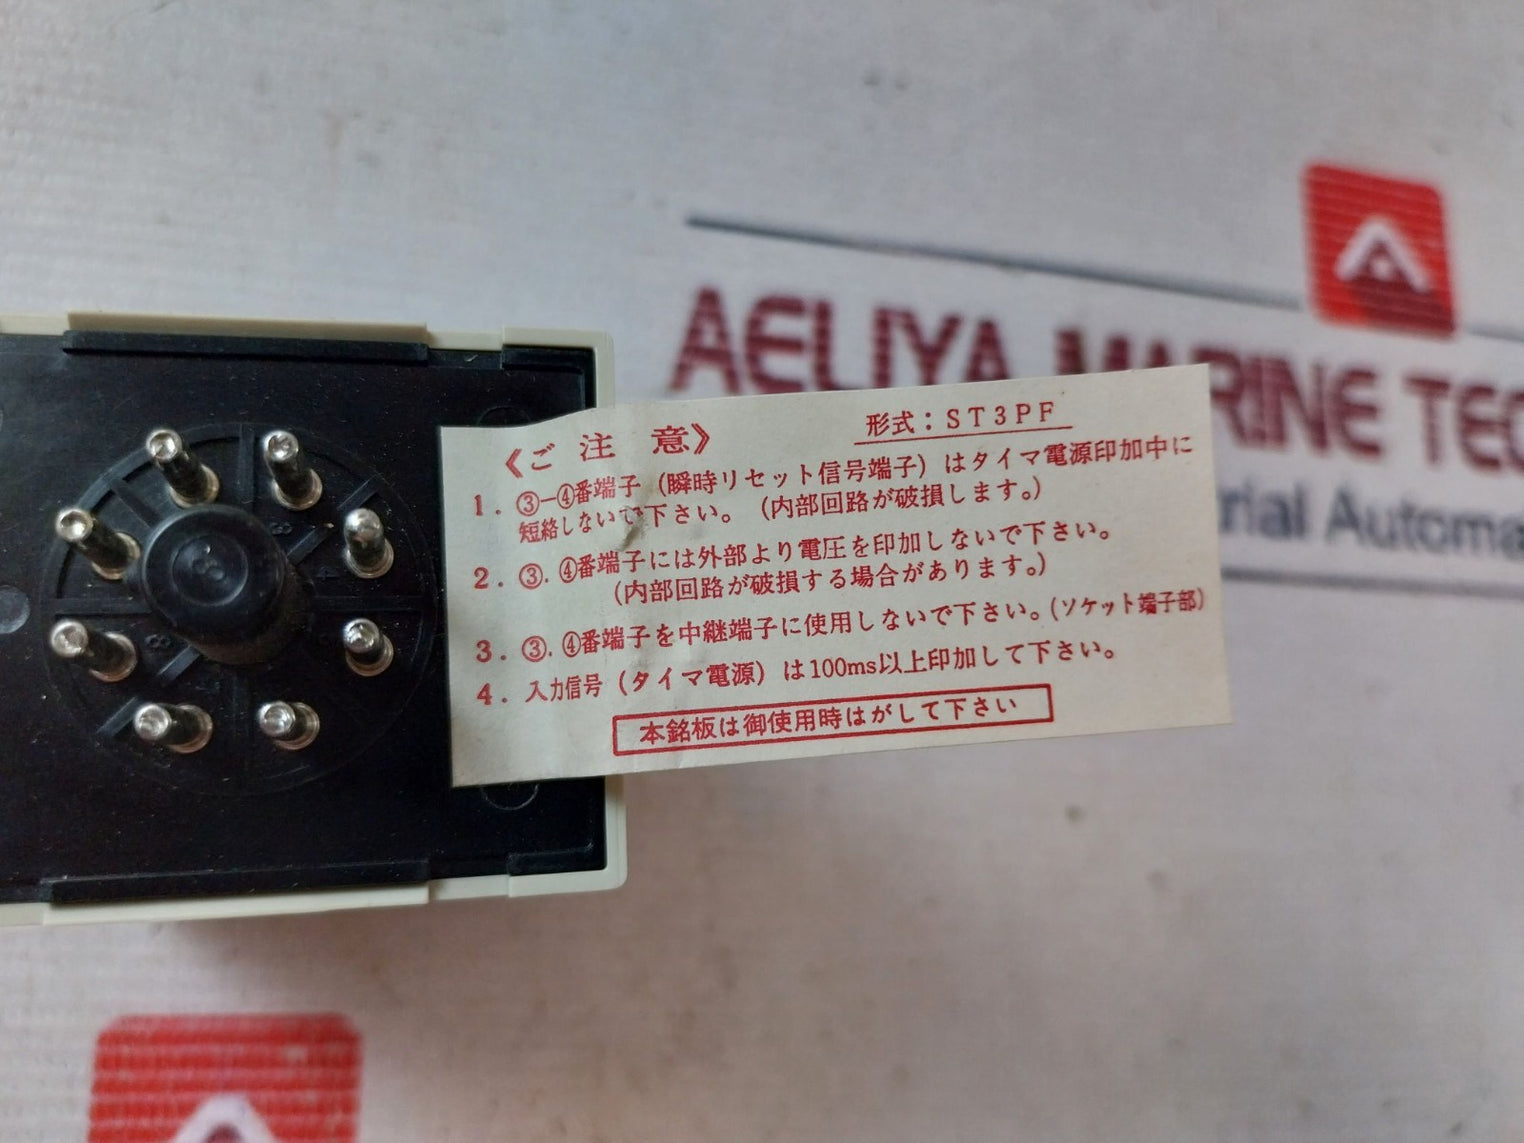 AELIYA MARINE TEC
rial Automa
《ご注意》
形式：ST3PF
1．③−④番端子（瞬時リセット信号端子）はタイマ電源印加中に
短絡しないで下さい。（内部回路が破損します。）
2．③．④番端子には外部より電圧を印加しないで下さい。
（内部回路が破損する場合があります。）
3．③．④番端子を中継端子に使用しないで下さい。（ソケット端子部）
4．入力信号（タイマ電源）は100ms以上印加して下さい。
本銘板は御使用時はがして下さい